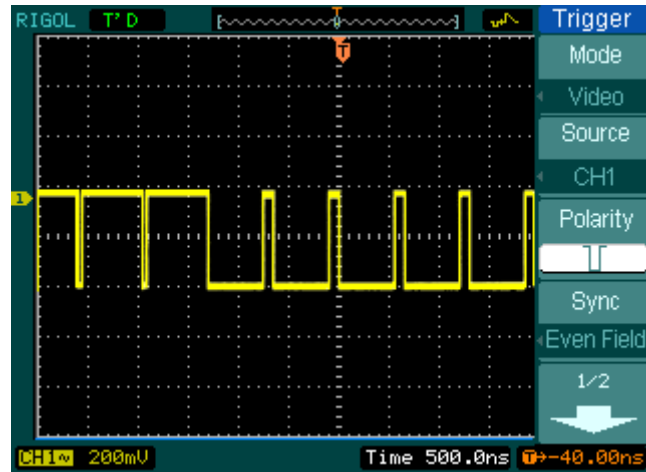 RIGOL T'D T Trigger
T
Mode
Video
Source
1 CH1
Polarity
Sync
Even Field
1/2
CH1~ 200mV Time 500.0ns T→-40.00ns